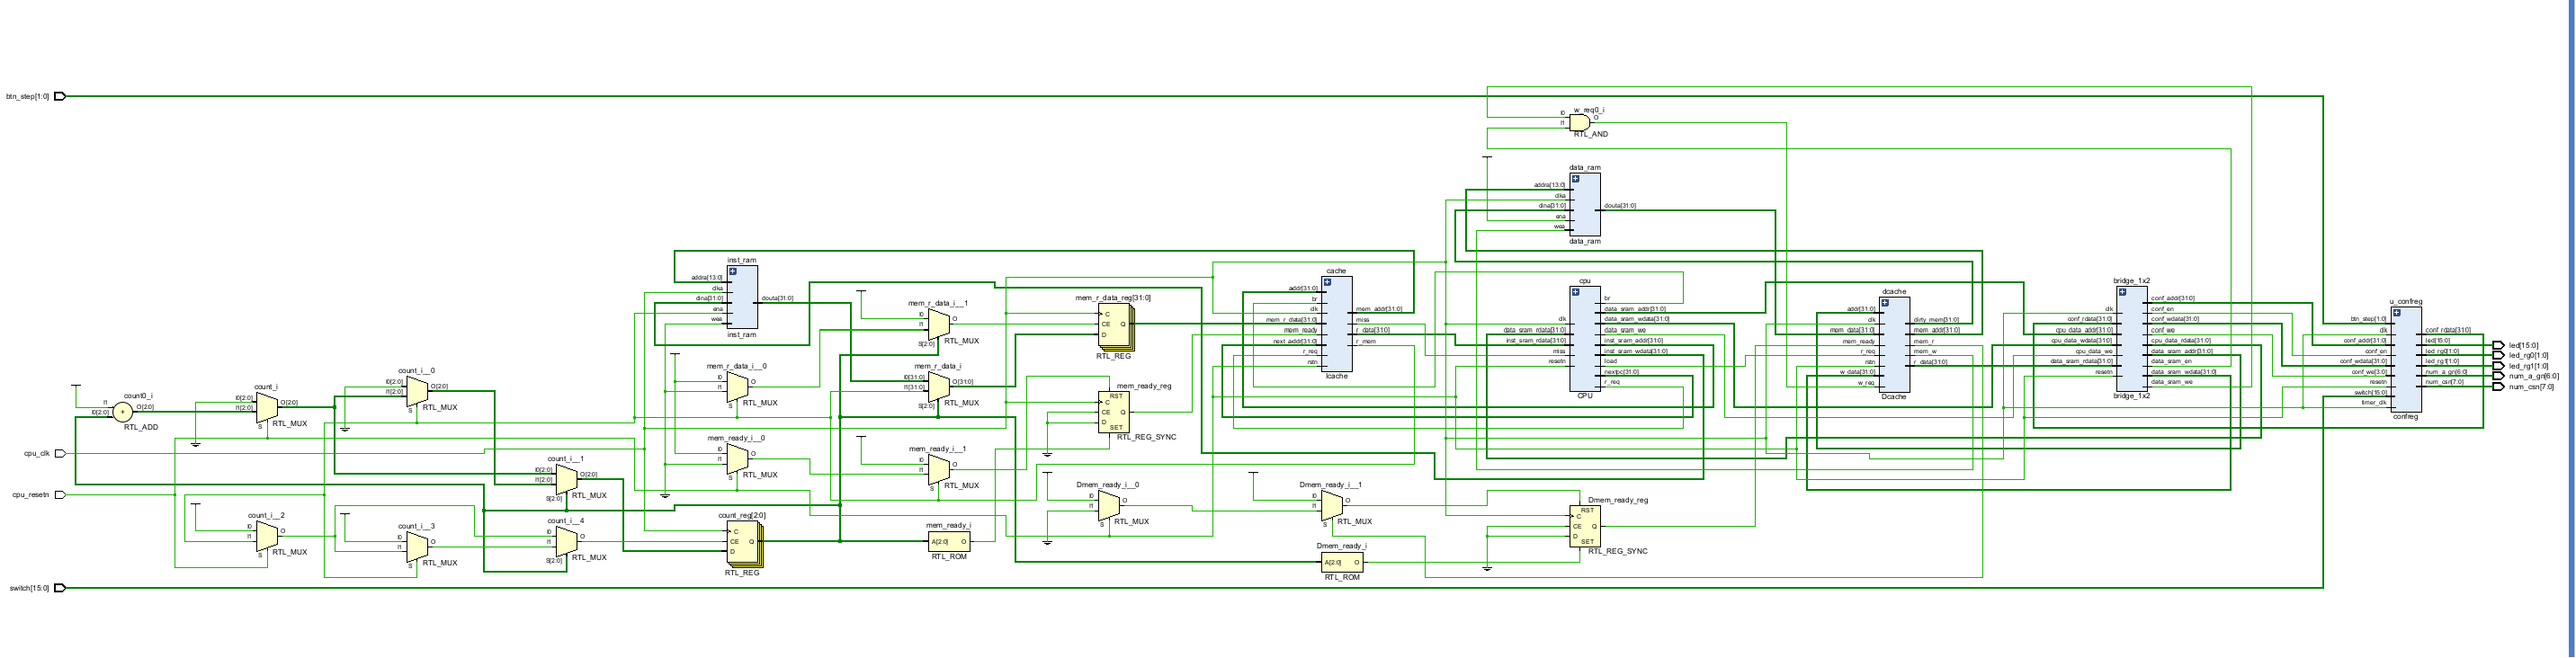 btn_step[1:0]
cpu_clk
cpu_resetn
switch[15:0]
count0_i
I1
I0[2:0]
+
O[2:0]
RTL_ADD
count_i
I0[2:0]
I1[2:0]
O[2:0]
S
RTL_MUX
count_i__0
I0[2:0]
I1[2:0]
O[2:0]
S
RTL_MUX
count_i__1
I0[2:0]
I1[2:0]
O[2:0]
S[2:0]
RTL_MUX
count_i__2
I0
I1
O
S
RTL_MUX
count_i__3
I0
I1
O
S
RTL_MUX
count_i__4
I0
I1
O
S[2:0]
RTL_MUX
inst_ram
addra[13:0]
clka
dina[31:0]
ena
wea
douta[31:0]
inst_ram
mem_r_data_i__0
I0
I1
O
S
RTL_MUX
mem_ready_i__0
I0
I1
O
S
RTL_MUX
count_reg[2:0]
C
CE
D
Q
RTL_REG
mem_r_data_i__1
I0
I1
O
S[2:0]
RTL_MUX
mem_r_data_i
I0[31:0]
I1[31:0]
O[31:0]
S[2:0]
RTL_MUX
mem_ready_i__1
I0
I1
O
S
RTL_MUX
mem_ready_i
A[2:0]
O
RTL_ROM
mem_r_data_reg[31:0]
C
CE
D
Q
RTL_REG
mem_ready_reg
RST
C
CE
D
Q
SET
RTL_REG_SYNC
Dmem_ready_i__0
I0
I1
O
S
RTL_MUX
cache
addr[31:0]
br
clk
mem_r_data[31:0]
mem_ready
next_addr[31:0]
r_req
rstn
mem_addr[31:0]
miss
r_data[31:0]
r_mem
Icache
Dmem_ready_i__1
I0
I1
O
S
RTL_MUX
Dmem_ready_i
A[2:0]
O
RTL_ROM
w_req0_i
I0
I1
O
RTL_AND
data_ram
addra[13:0]
clka
dina[31:0]
ena
wea
douta[31:0]
data_ram
cpu
clk
data_sram_rdata[31:0]
inst_sram_rdata[31:0]
miss
resetn
br
data_sram_addr[31:0]
data_sram_wdata[31:0]
data_sram_we
inst_sram_addr[31:0]
inst_sram_wdata[31:0]
load
nextpc[31:0]
r_req
CPU
Dmem_ready_reg
RST
C
CE
D
Q
SET
RTL_REG_SYNC
dcache
addr[31:0]
clk
mem_data[31:0]
mem_ready
r_req
rstn
w_data[31:0]
w_req
dirty_mem[31:0]
mem_addr[31:0]
mem_r
mem_w
r_data[31:0]
Dcache
bridge_1x2
clk
conf_rdata[31:0]
cpu_data_addr[31:0]
cpu_data_wdata[31:0]
cpu_data_we
data_sram_rdata[31:0]
resetn
conf_addr[31:0]
conf_en
conf_wdata[31:0]
conf_we
cpu_data_rdata[31:0]
data_sram_addr[31:0]
data_sram_en
data_sram_wdata[31:0]
data_sram_we
bridge_1x2
u_confreg
btn_step[1:0]
clk
conf_addr[31:0]
conf_en
conf_wdata[31:0]
conf_we[3:0]
resetn
switch[15:0]
timer_clk
conf_rdata[31:0]
led[15:0]
led_rg0[1:0]
led_rg1[1:0]
num_a_gn[6:0]
num_csn[7:0]
confreg
led[15:0]
led_rg0[1:0]
led_rg1[1:0]
num_a_gn[6:0]
num_csn[7:0]